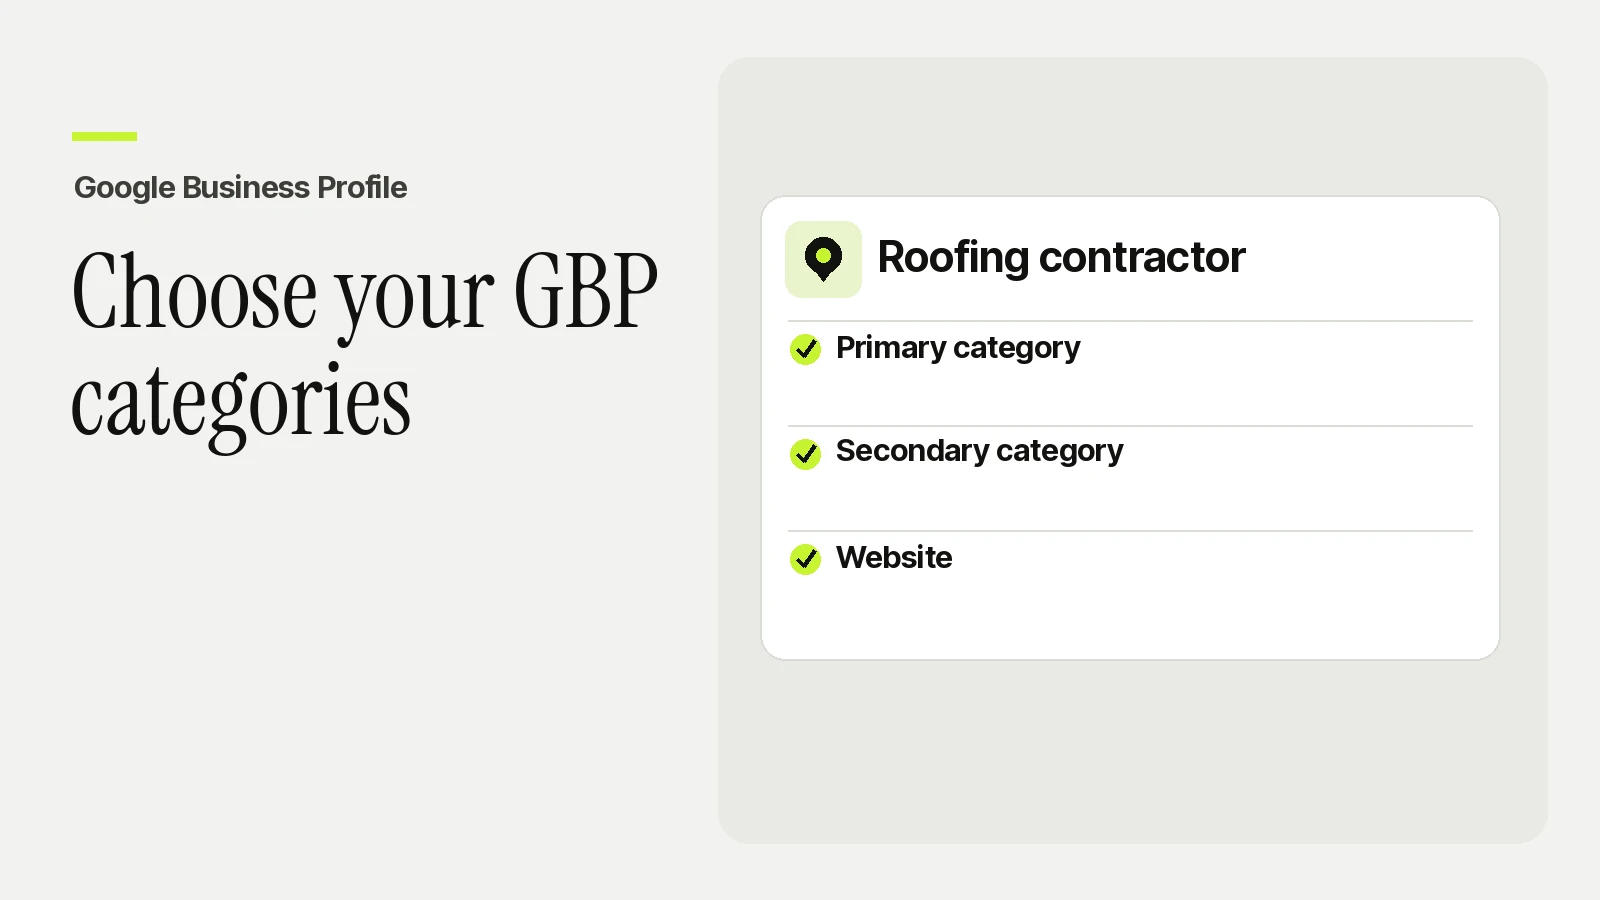 Google Business Profile
Choose your GBP
categories
Roofing contractor
Primary category
Secondary category
Website